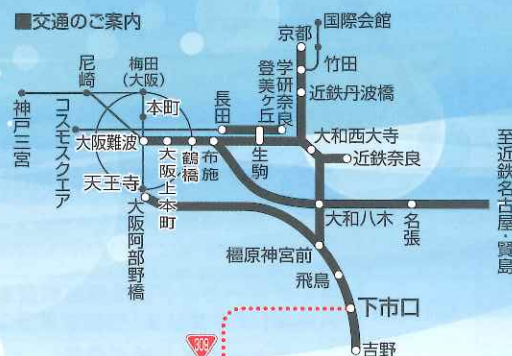 ■交通のご案内
国際会館
京都
竹田
近鉄丹波橋
尼崎
梅田
(大阪)
神戸三宮
コスモスクエア
本町
長田
学研奈良
登美ヶ丘
大阪難波
大阪上本町
鶴橋
布施
生駒
大和西大寺
近鉄奈良
天王寺
大阪阿部野橋
大和八木
名張
至近鉄名古屋・賢島
橿原神宮前
飛鳥
下市口
309
吉野